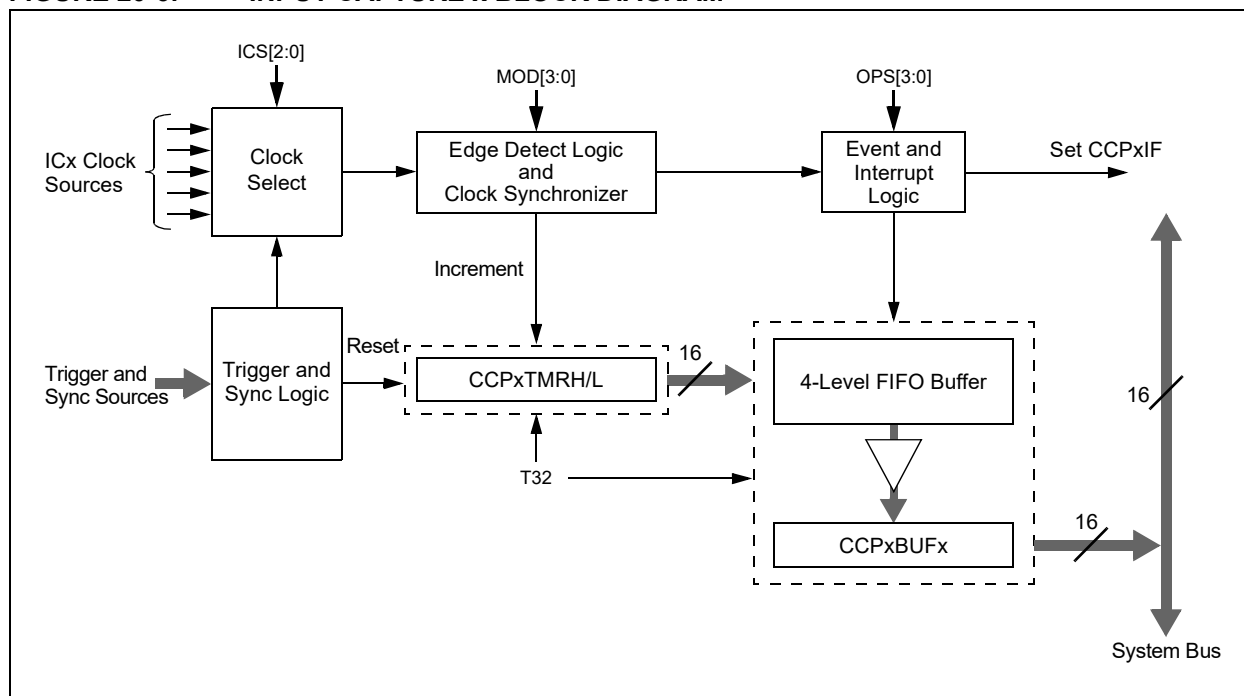 ICS[2:0]
MOD[3:0]
OPS[3:0]
ICx Clock
Sources
Clock
Select
Edge Detect Logic
and
Clock Synchronizer
Event and
Interrupt
Logic
Set CCPxIF
Increment
Reset
Trigger and
Sync Sources
Trigger and
Sync Logic
CCPxTMRH/L
16
4-Level FIFO Buffer
16
T32
CCPxBUFx
16
System Bus